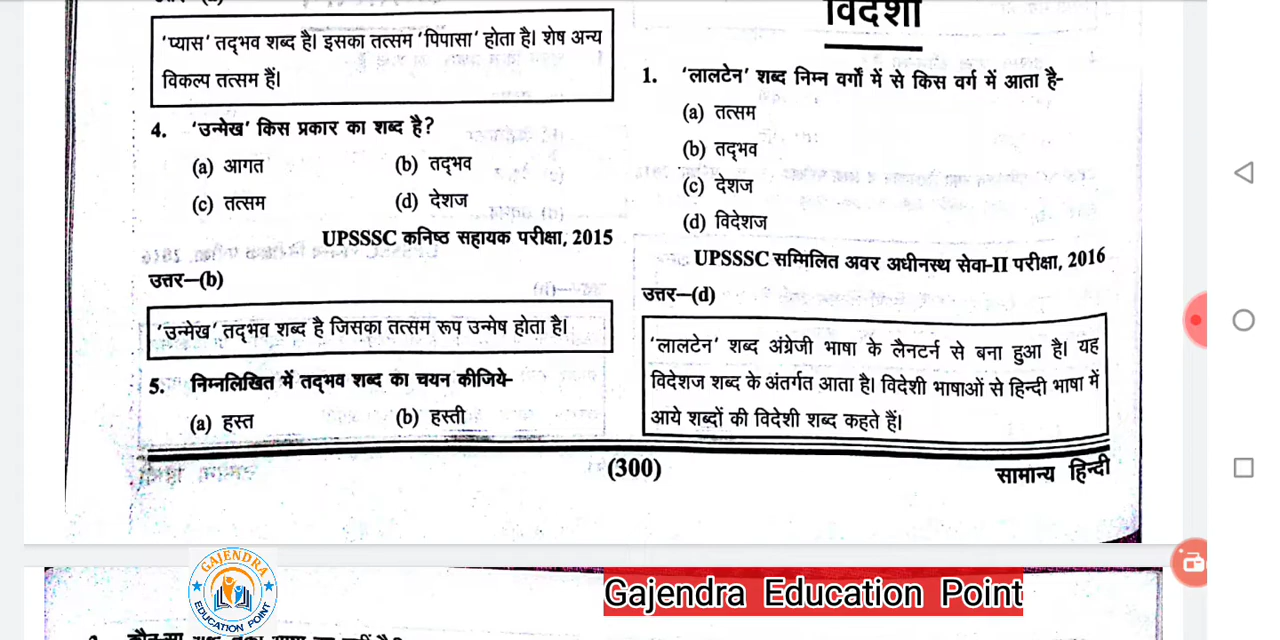 'प्यास' तद्भव शब्द है। इसका तत्सम 'पिपासा' होता है। शेष अन्य
विकल्प तत्सम हैं।
4. 'उन्मेख' किस प्रकार का शब्द है?
(a) आगत (b) तद्भव
(c) तत्सम (d) देशज
UPSSSC कनिष्ठ सहायक परीक्षा, 2015
उत्तर—(b)
'उन्मेख' तद्भव शब्द है जिसका तत्सम रूप उन्मेष होता है।
5. निम्नलिखित में तद्भव शब्द का चयन कीजिये-
(a) हस्त (b) हस्ती
विदेशी
1. 'लालटेन' शब्द निम्न वर्गों में से किस वर्ग में आता है-
(a) तत्सम
(b) तद्भव
(c) देशज
(d) विदेशज
UPSSSC सम्मिलित अवर अधीनस्थ सेवा-II परीक्षा, 2016
उत्तर—(d)
'लालटेन' शब्द अंग्रेजी भाषा के लैनटर्न से बना हुआ है। यह
विदेशज शब्द के अंतर्गत आता है। विदेशी भाषाओं से हिन्दी भाषा में
आये शब्दों की विदेशी शब्द कहते हैं।
(300)
सामान्य हिन्दी
GAJENDRA
EDUCATION POINT
Gajendra Education Point